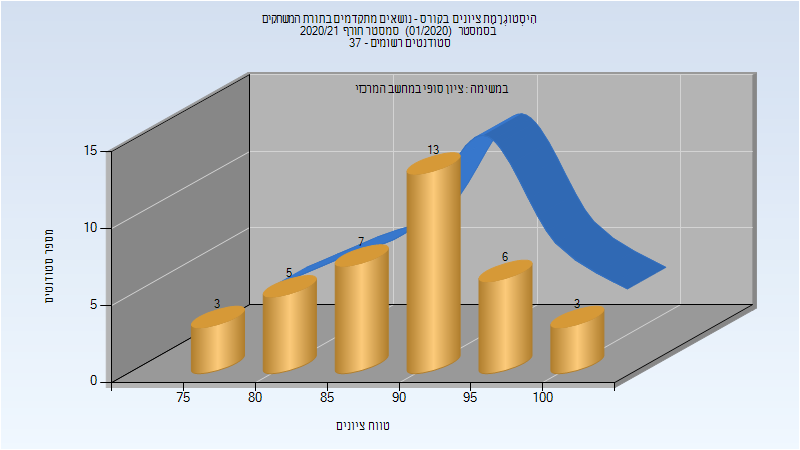 היסטוגרמת ציונים בקורס - נושאים מתקדמים בתורת המשחקים
בסמסטר (01/2020) סמסטר חורף 2020/21
סטודנטים רשומים - 37
במשימה : ציון סופי במחשב המרכזי
15
10
5
0
מספר סטודנטים
3
5
7
13
6
3
75
80
85
90
95
100
טווח ציונים